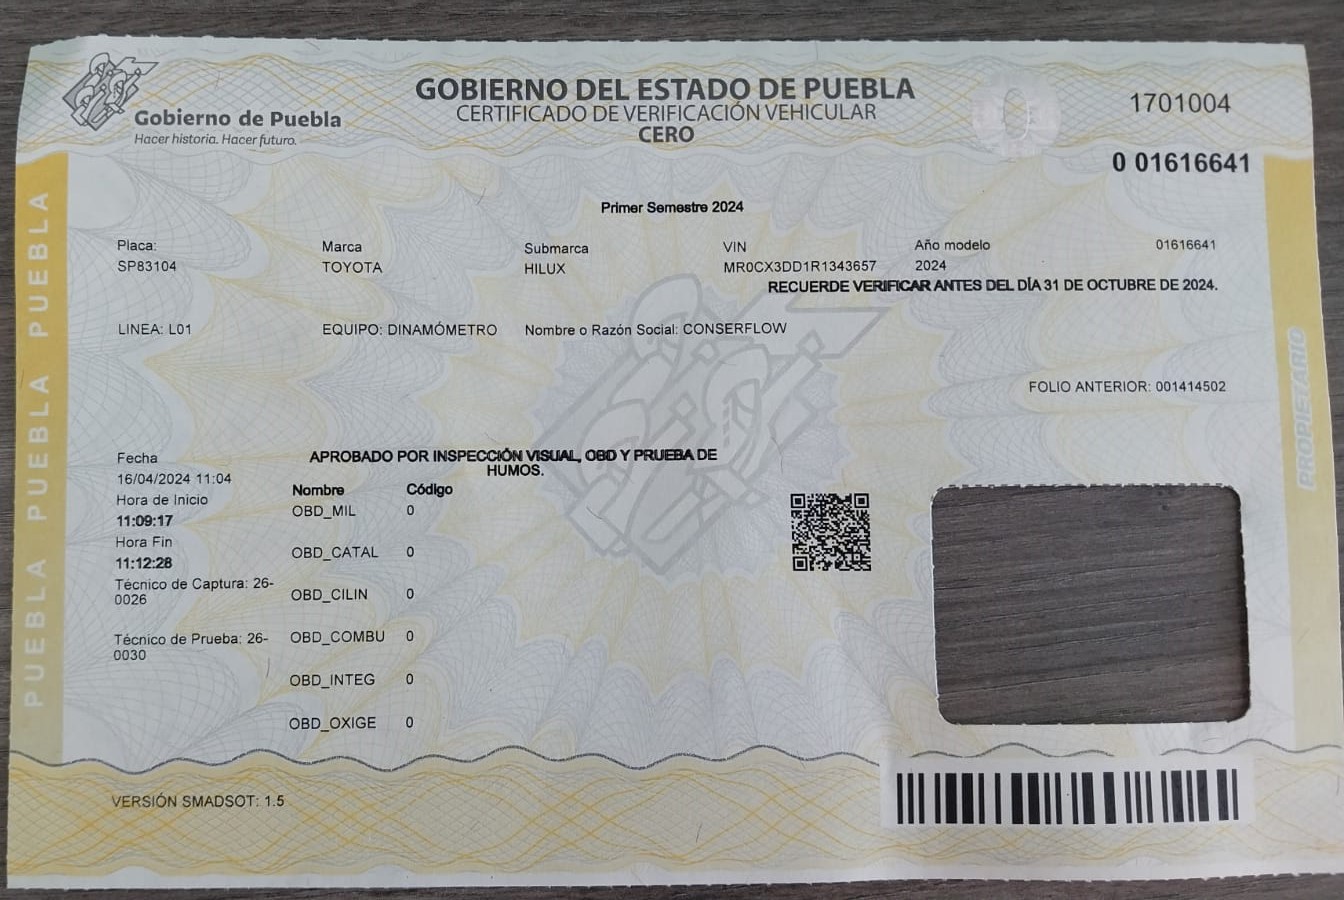 Gobierno de Puebla
Hacer historia. Hacer futuro.
GOBIERNO DEL ESTADO DE PUEBLA
CERTIFICADO DE VERIFICACIÓN VEHICULAR
CERO
0
1701004
0 01616641
Primer Semestre 2024
Placa: Marca Submarca VIN Año modelo 01616641
SP83104 TOYOTA HILUX MR0CX3DD1R1343657 2024
RECUERDE VERIFICAR ANTES DEL DÍA 31 DE OCTUBRE DE 2024.
LINEA: L01 EQUIPO: DINAMÓMETRO Nombre o Razón Social: CONSERFLOW
FOLIO ANTERIOR: 001414502
Fecha
16/04/2024 11:04
Hora de Inicio
11:09:17
Hora Fin
11:12:28
Técnico de Captura: 26-
0026
Técnico de Prueba: 26-
0030
APROBADO POR INSPECCIÓN VISUAL, OBD Y PRUEBA DE
HUMOS.
Nombre Código
OBD_MIL 0
OBD_CATAL 0
OBD_CILIN 0
OBD_COMBU 0
OBD_INTEG 0
OBD_OXIGE 0
VERSIÓN SMADSOT: 1.5
PUEBLA PUEBLA PUEBLA PUEBLA
PROPIETARIO